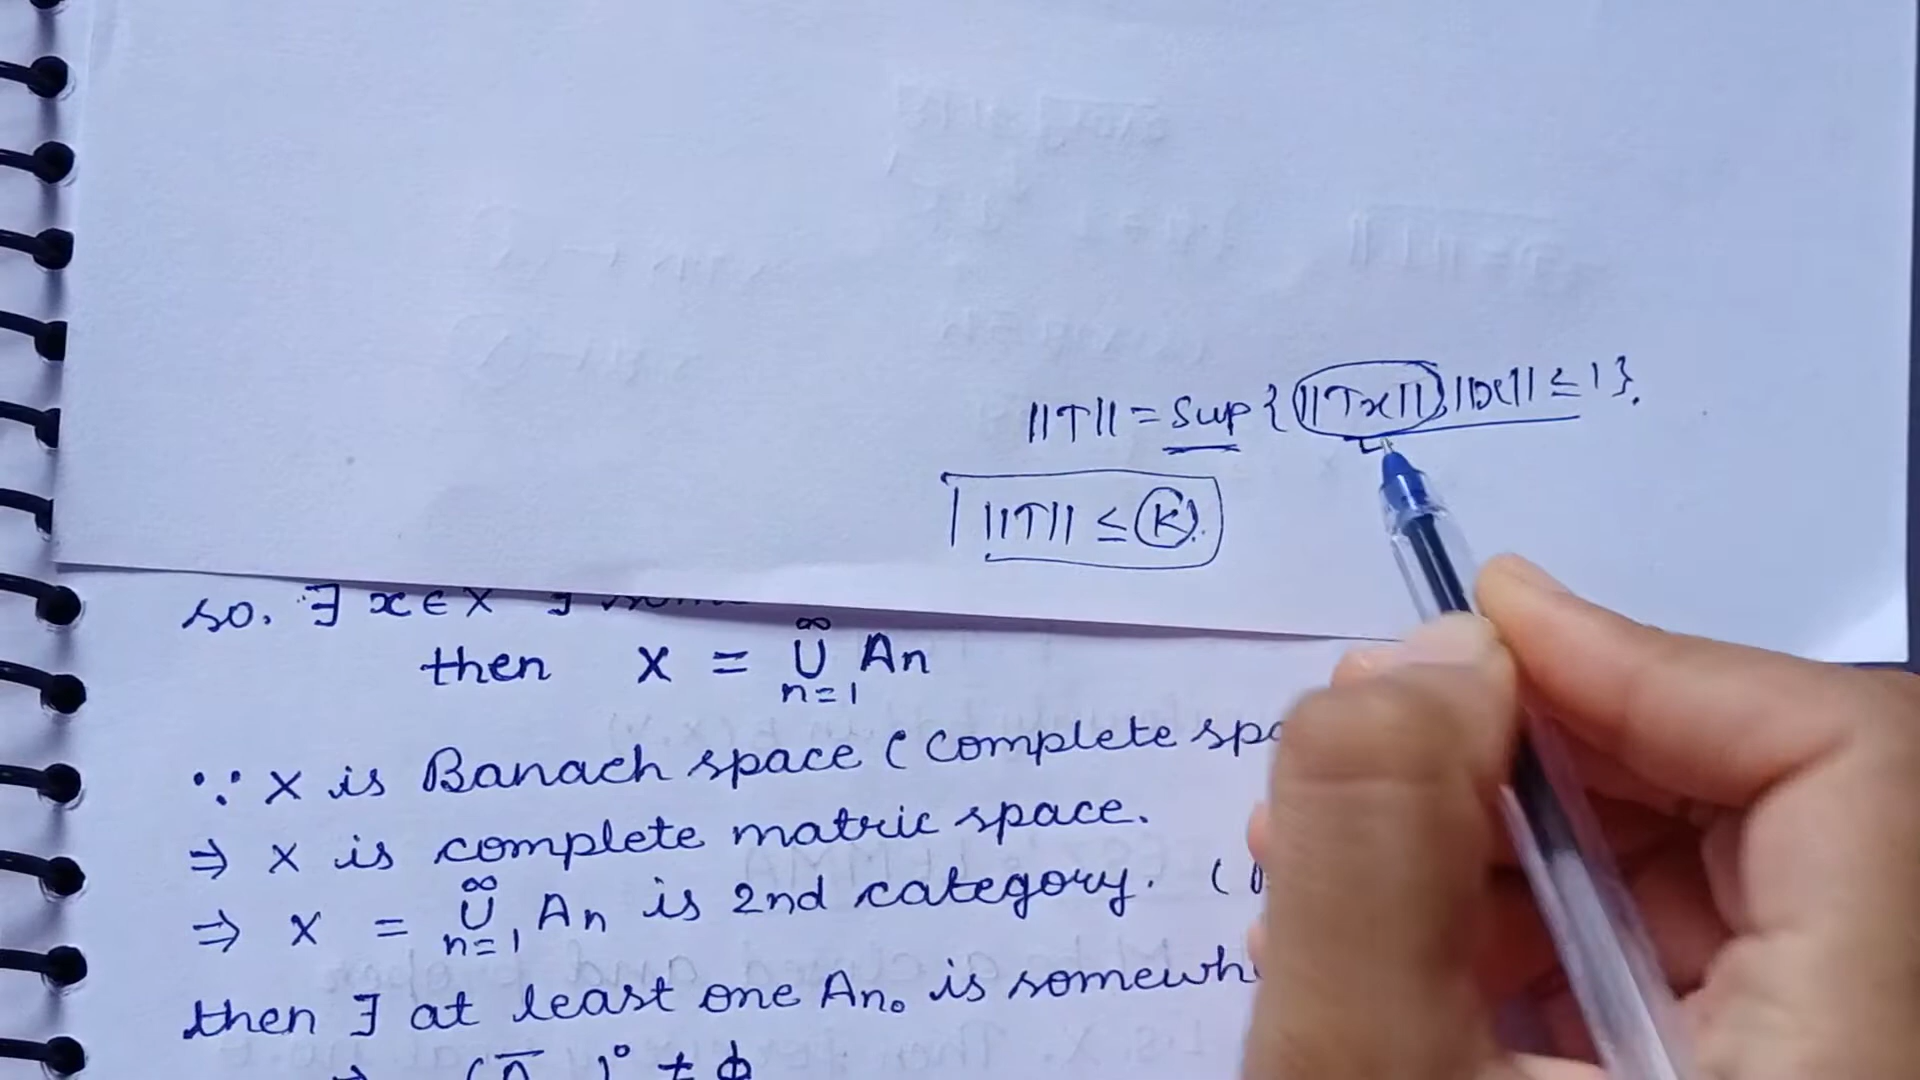 ||T|| = Sup { ||Tx||; ||x|| ≤ 1 }.
||T|| ≤ K.
so, ∃ x ∈ X ∃
then X = ∞ ∪ n=1 An
∵ X is Banach space (complete
⇒ X is complete matric space.
⇒ X = ∞ ∪ n=1 An is 2nd category. (
then ∃ at least one An₀ is
⇒ ( )° ≠ ϕ